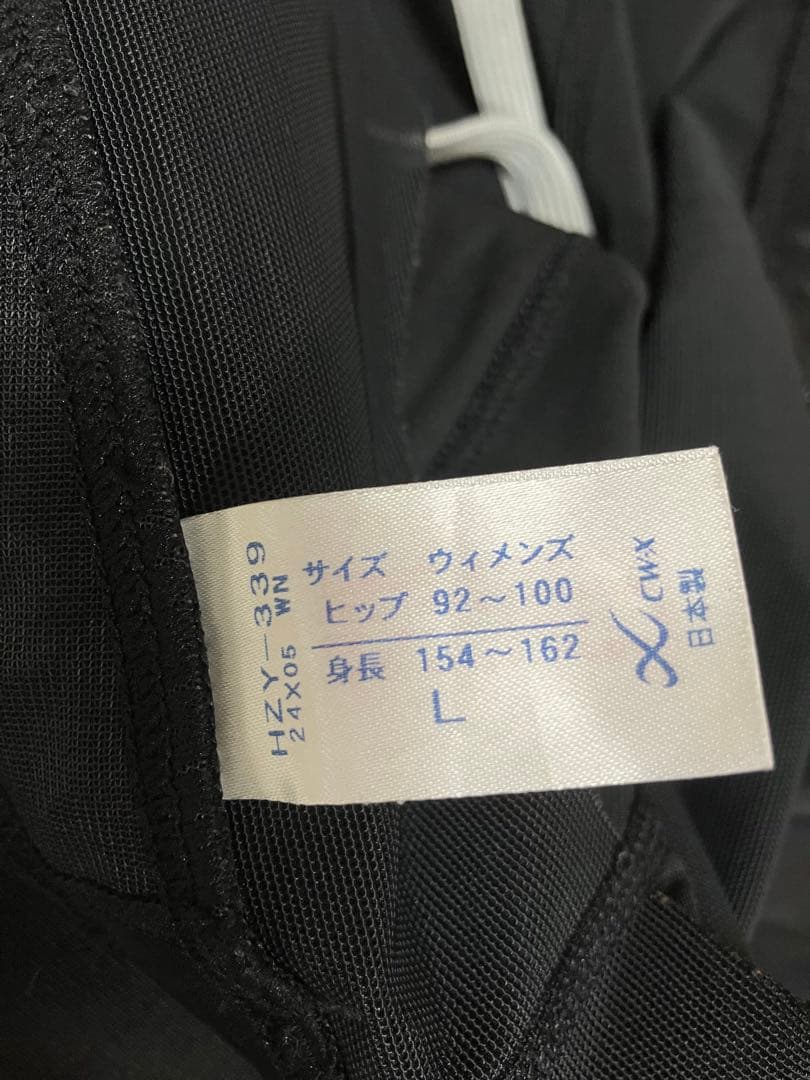 サイズ ウィメンズ
ヒップ 92～100
身長 154～162
L
HZY-339
24X05 WN
CW-X
日本製